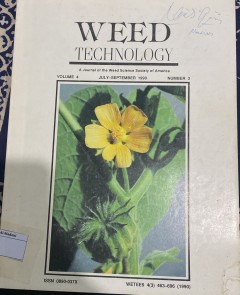 WEED
TECHNOLOGY
A Journal of the Weed Science Society of America
VOLUME 4 JULY-SEPTEMBER 1990 NUMBER 3
ISSN 0890-037X
WETEE9 4(3) 463-695 (1990)